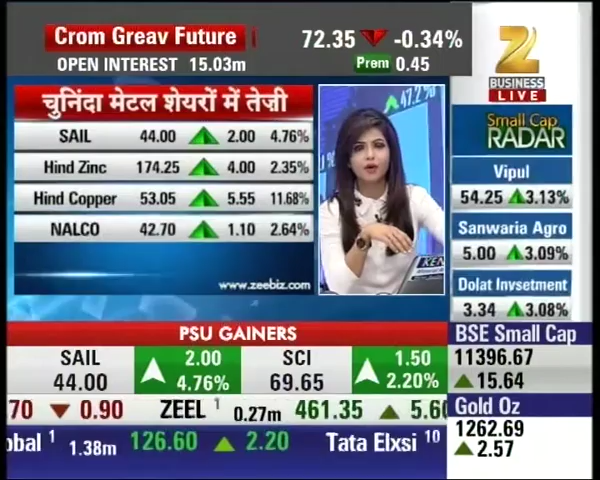 Crom Greav Future
72.35 -0.34%
OPEN INTEREST 15.03m
Prem 0.45
Z
BUSINESS
LIVE
चुनिंदा मेटल शेयरों में तेज़ी
SAIL 44.00 2.00 4.76%
Hind Zinc 174.25 4.00 2.35%
Hind Copper 53.05 5.55 11.68%
NALCO 42.70 1.10 2.64%
www.zeebiz.com
47.2%
Small Cap
RADAR
Vipul
54.25 3.13%
Sanwaria Agro
5.00 3.09%
Dolat Invsetment
3.34 3.08%
PSU GAINERS
SAIL 2.00 SCI 1.50
44.00 4.76% 69.65 2.20%
BSE Small Cap
11396.67
15.64
70 0.90 ZEEL 1 0.27m 461.35 5.60
Gold Oz
1262.69
2.57
obal 1 1.38m 126.60 2.20 Tata Elxsi 10